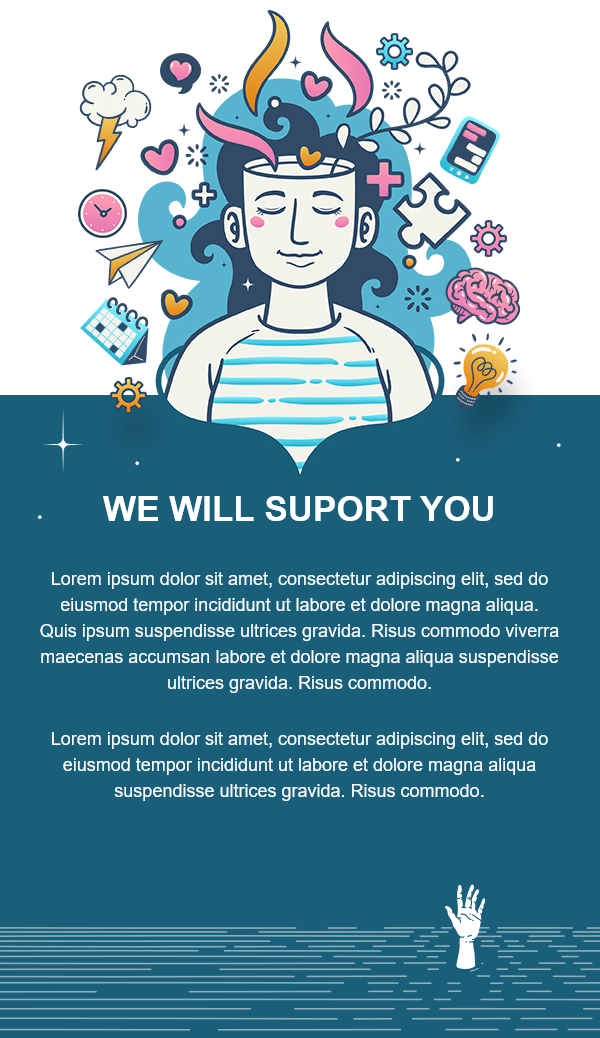 WE WILL SUPORT YOU
Lorem ipsum dolor sit amet, consectetur adipiscing elit, sed do
eiusmod tempor incididunt ut labore et dolore magna aliqua.
Quis ipsum suspendisse ultrices gravida. Risus commodo viverra
maecenas accumsan labore et dolore magna aliqua suspendisse
ultrices gravida. Risus commodo.
Lorem ipsum dolor sit amet, consectetur adipiscing elit, sed do
eiusmod tempor incididunt ut labore et dolore magna aliqua
suspendisse ultrices gravida. Risus commodo.